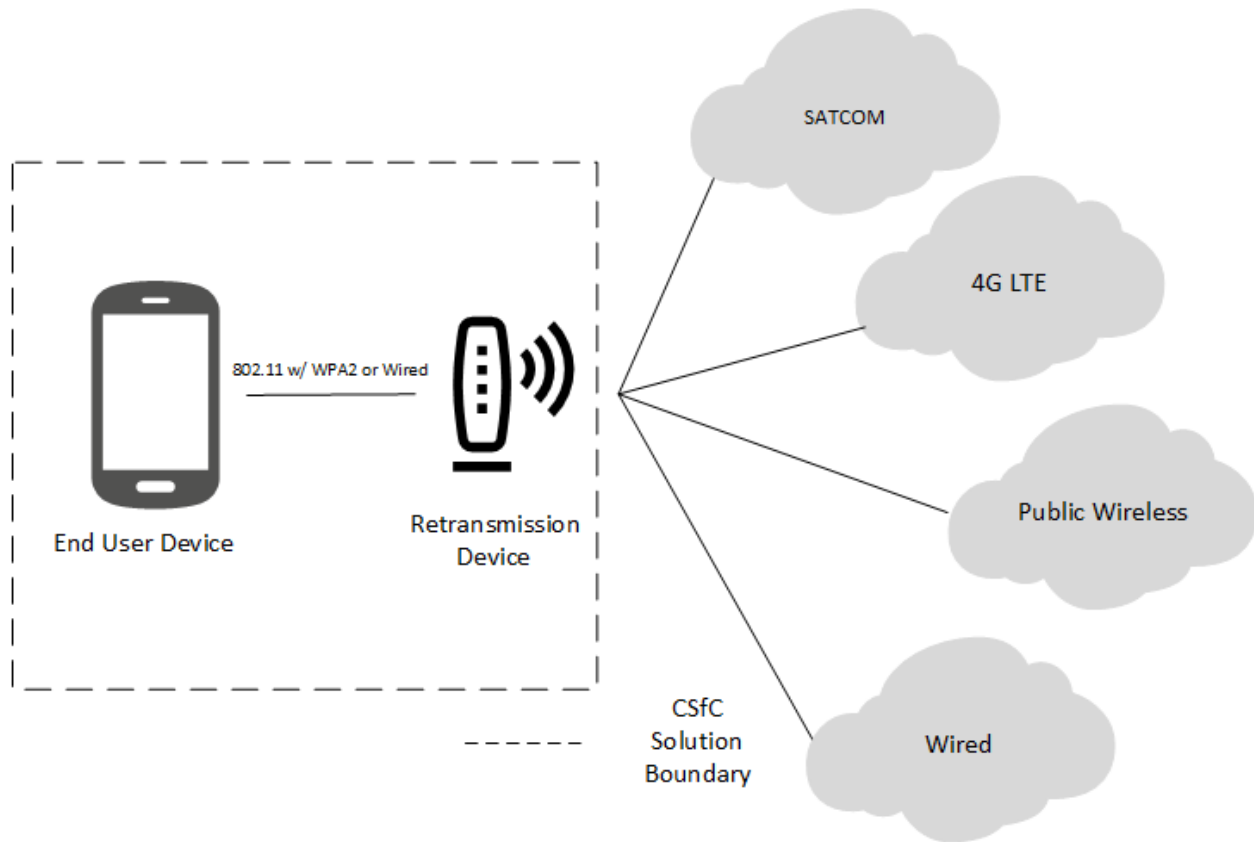 SATCOM
4G LTE
802.11 w/ WPA2 or Wired
Public Wireless
End User Device
Retransmission
Device
CSfC
Solution
Boundary
Wired